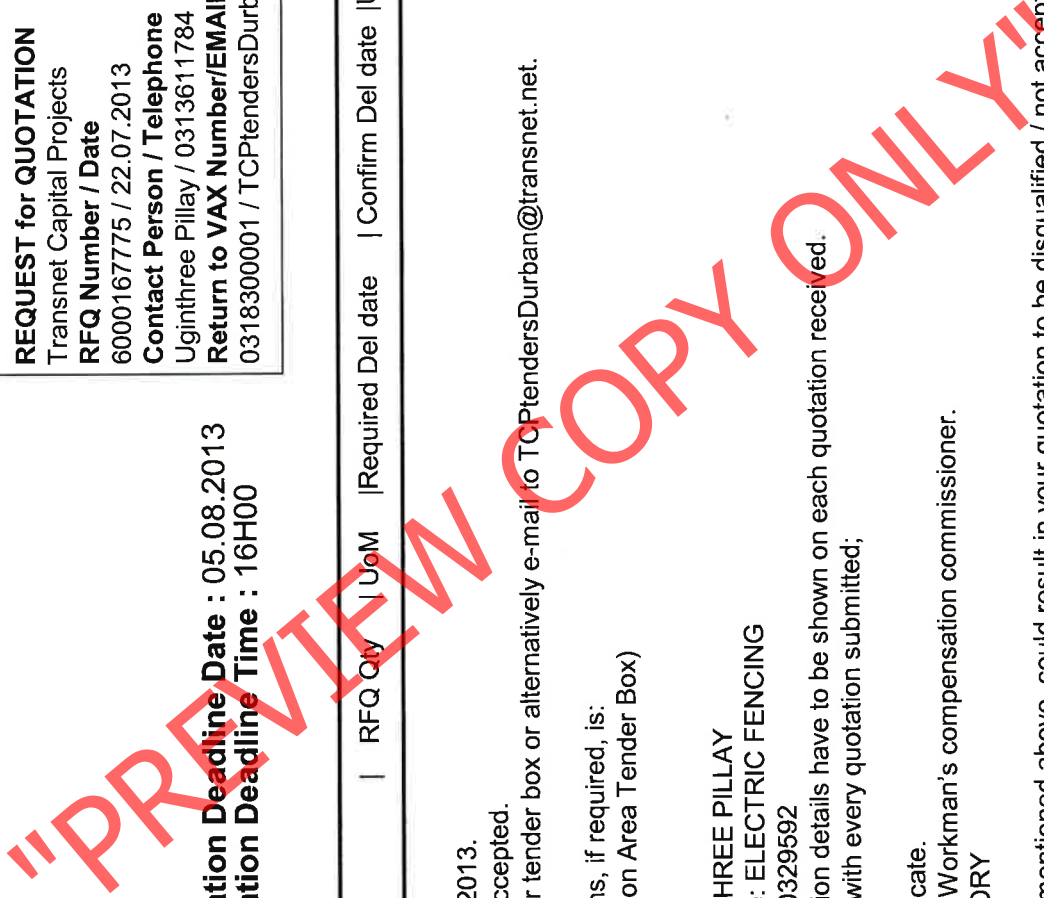 REQUEST for QUOTATION
Transnet Capital Projects
RFQ Number / Date
6000167775 / 22.07.2013
Contact Person / Telephone
Uginthree Pillay / 0313611784
Return to VAX Number/EMAIL
0318300001 / TCPtendersDurb
ation Deadline Date : 05.08.2013
ation Deadline Time : 16H00
| RFQ Qty | UoM |Required Del date | Confirm Del date |
2013.
ccepted.
r tender box or alternatively e-mail to TCPtendersDurban@transnet.net.
ns, if required, is:
on Area Tender Box)
HREE PILLAY
: ELECTRIC FENCING
0329592
ion details have to be shown on each quotation received.
with every quotation submitted;
cate.
Workman's compensation commissioner.
ORY
mentioned above, could result in your quotation to be disqualified / not accept
"PREVIEW COPY ONLY"